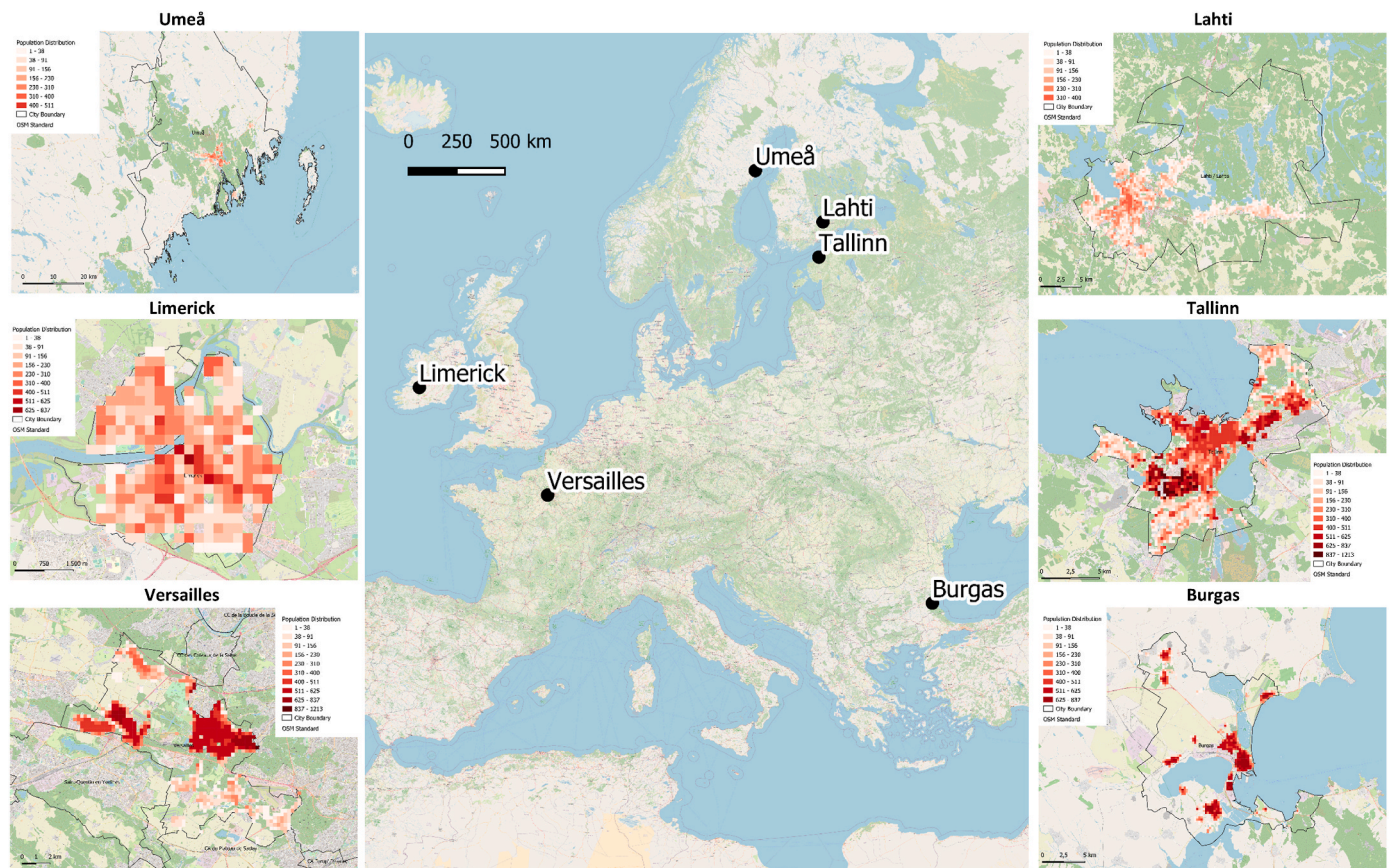 Umeå
Population Distribution
1 - 38
38 - 91
91 - 156
156 - 230
230 - 310
310 - 400
400 - 511
City Boundary
OSM Standard
Umeå
0 10 20 km
Limerick
Population Distribution
1 - 38
38 - 91
91 - 156
156 - 230
230 - 310
310 - 400
400 - 511
511 - 625
625 - 837
City Boundary
OSM Standard
0 750 1.500 m
Versailles
Population Distribution
1 - 38
38 - 91
91 - 156
156 - 230
230 - 310
310 - 400
400 - 511
511 - 625
625 - 837
837 - 1213
City Boundary
OSM Standard
0 1 2 km
0 250 500 km
Umeå
Lahti
Tallinn
Limerick
Versailles
Burgas
Lahti
Population Distribution
1 - 38
38 - 91
91 - 156
156 - 230
230 - 310
310 - 400
City Boundary
OSM Standard
Lahti / Lahtis
0 2,5 5 km
Tallinn
Population Distribution
1 - 38
38 - 91
91 - 156
156 - 230
230 - 310
310 - 400
400 - 511
511 - 625
625 - 837
837 - 1213
City Boundary
OSM Standard
0 2,5 5 km
Burgas
Population Distribution
1 - 38
38 - 91
91 - 156
156 - 230
230 - 310
310 - 400
400 - 511
511 - 625
625 - 837
City Boundary
OSM Standard
Burgas
0 2,5 5 km